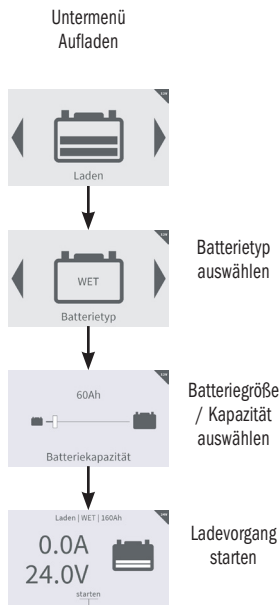 Untermenü
Aufladen
Laden
WET
Batterietyp
Batterietyp
auswählen
60Ah
Batteriekapazität
Batteriegröße
/ Kapazität
auswählen
Laden | WET | 160Ah
0.0A
24.0V
starten
Ladevorgang
starten